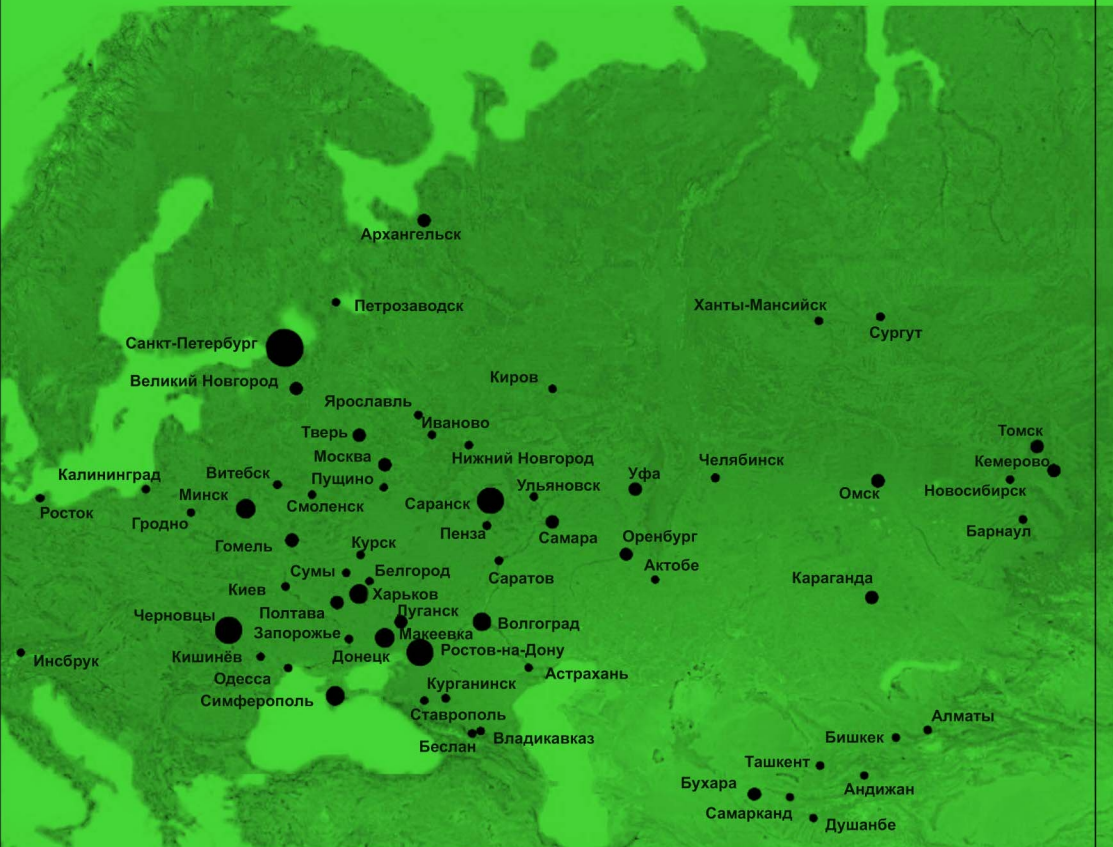 Архангельск
Петрозаводск
Ханты-Мансийск
Сургут
Санкт-Петербург
Великий Новгород
Киров
Ярославль
Иваново
Тверь
Томск
Москва
Нижний Новгород
Челябинск
Кемерово
Калининград
Витебск
Пущино
Уфа
Ульяновск
Минск
Смоленск
Саранск
Омск
Новосибирск
Росток
Гродно
Пенза
Самара
Оренбург
Барнаул
Гомель
Курск
Актобе
Сумы
Белгород
Саратов
Караганда
Киев
Харьков
Черновцы
Полтава
Луганск
Волгоград
Запорожье
Макеевка
Кишинёв
Донецк
Ростов-на-Дону
Инсбрук
Одесса
Астрахань
Курганинск
Симферополь
Ставрополь
Алматы
Беслан
Владикавказ
Бишкек
Ташкент
Бухара
Андижан
Самарканд
Душанбе